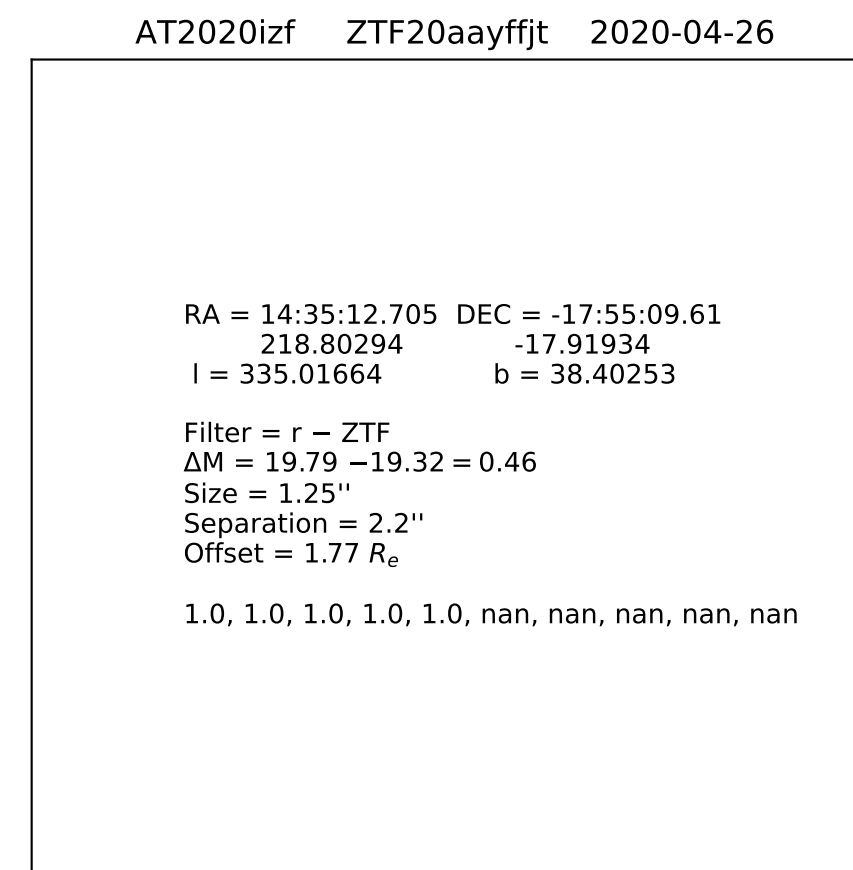 AT2020izf ZTF20aayffjt 2020-04-26
RA = 14:35:12.705 DEC = -17:55:09.61
218.80294 -17.91934
l = 335.01664 b = 38.40253
Filter = r − ZTF
ΔM = 19.79 −19.32 = 0.46
Size = 1.25''
Separation = 2.2''
Offset = 1.77 Rₑ
1.0, 1.0, 1.0, 1.0, 1.0, nan, nan, nan, nan, nan